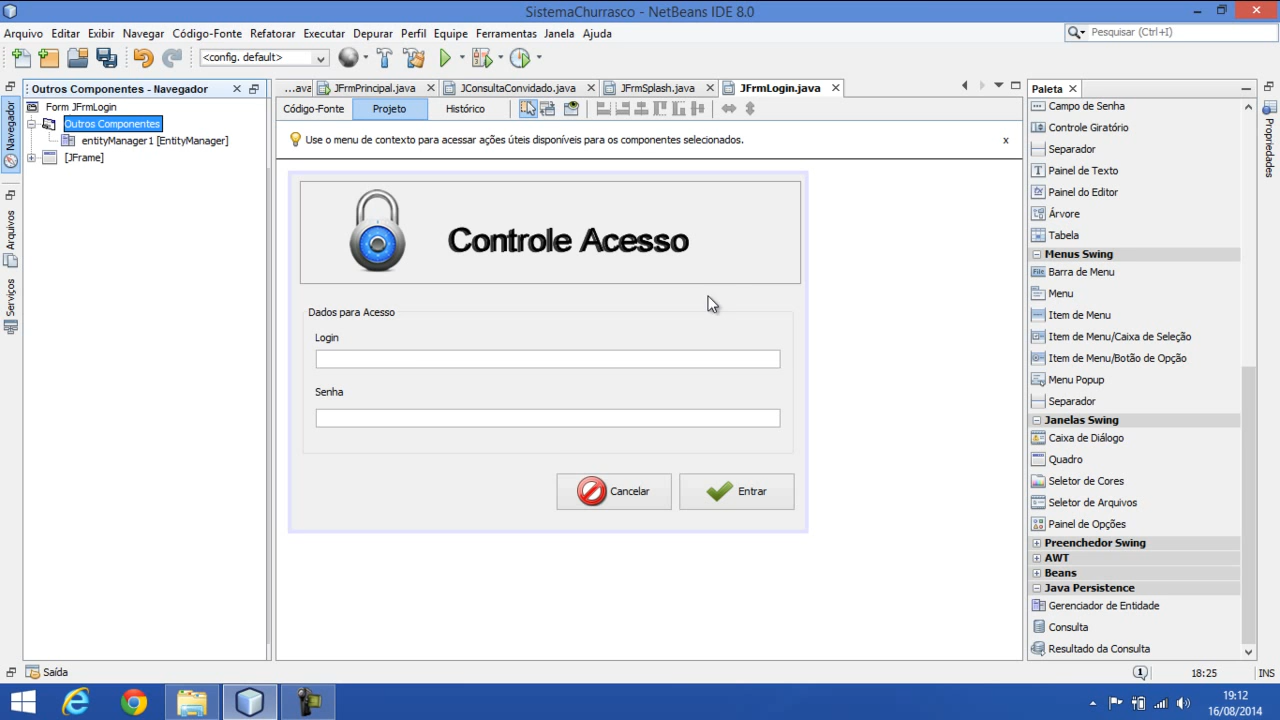 SistemaChurrasco - NetBeans IDE 8.0
Arquivo Editar Exibir Navegar Código-Fonte Refatorar Executar Depurar Perfil Equipe Ferramentas Janela Ajuda
Pesquisar (Ctrl+I)
<config. default>
Outros Componentes - Navegador
...ava JFrmPrincipal.java JConsultaConvidado.java JFrmSplash.java JFrmLogin.java
Paleta
Form JFrmLogin
Outros Componentes
entityManager1 [EntityManager]
[JFrame]
Navegador
Arquivos
Serviços
Código-Fonte Projeto Histórico
Use o menu de contexto para acessar ações úteis disponíveis para os componentes selecionados. x
Controle Acesso
Dados para Acesso
Login
Senha
Cancelar
Entrar
Campo de Senha
Controle Giratório
Separador
T Painel de Texto
Painel do Editor
Árvore
Tabela
Menus Swing
File Barra de Menu
Menu
Item de Menu
Item de Menu/Caixa de Seleção
Item de Menu/Botão de Opção
Menu Popup
Separador
Janelas Swing
Caixa de Diálogo
Quadro
Seletor de Cores
Seletor de Arquivos
Painel de Opções
Preenchedor Swing
AWT
Beans
Java Persistence
Gerenciador de Entidade
Consulta
Resultado da Consulta
Propriedades
Saída
1
18:25 INS
19:12
16/08/2014